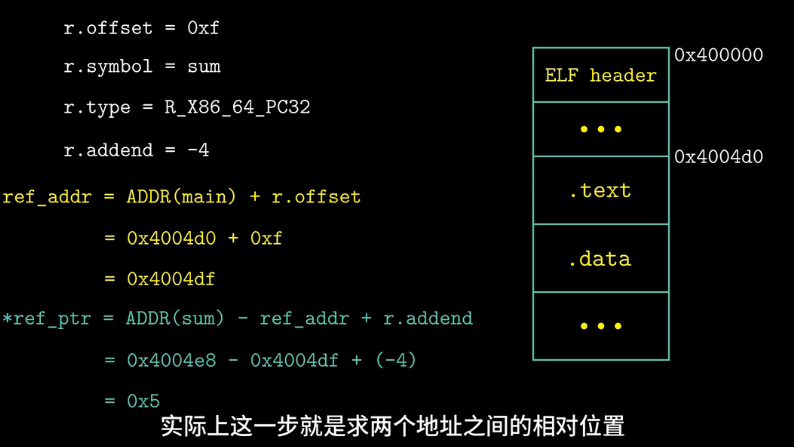 r.offset = 0xf
r.symbol = sum
r.type = R_X86_64_PC32
r.addend = -4
ref_addr = ADDR(main) + r.offset
= 0x4004d0 + 0xf
= 0x4004df
*ref_ptr = ADDR(sum) - ref_addr + r.addend
= 0x4004e8 - 0x4004df + (-4)
= 0x5
0x400000
ELF header
•••
0x4004d0
.text
.data
•••
实际上这一步就是求两个地址之间的相对位置